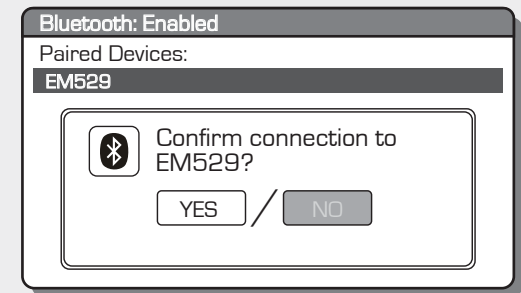 Bluetooth: Enabled
Paired Devices:
EM529
Confirm connection to
EM529?
YES / NO